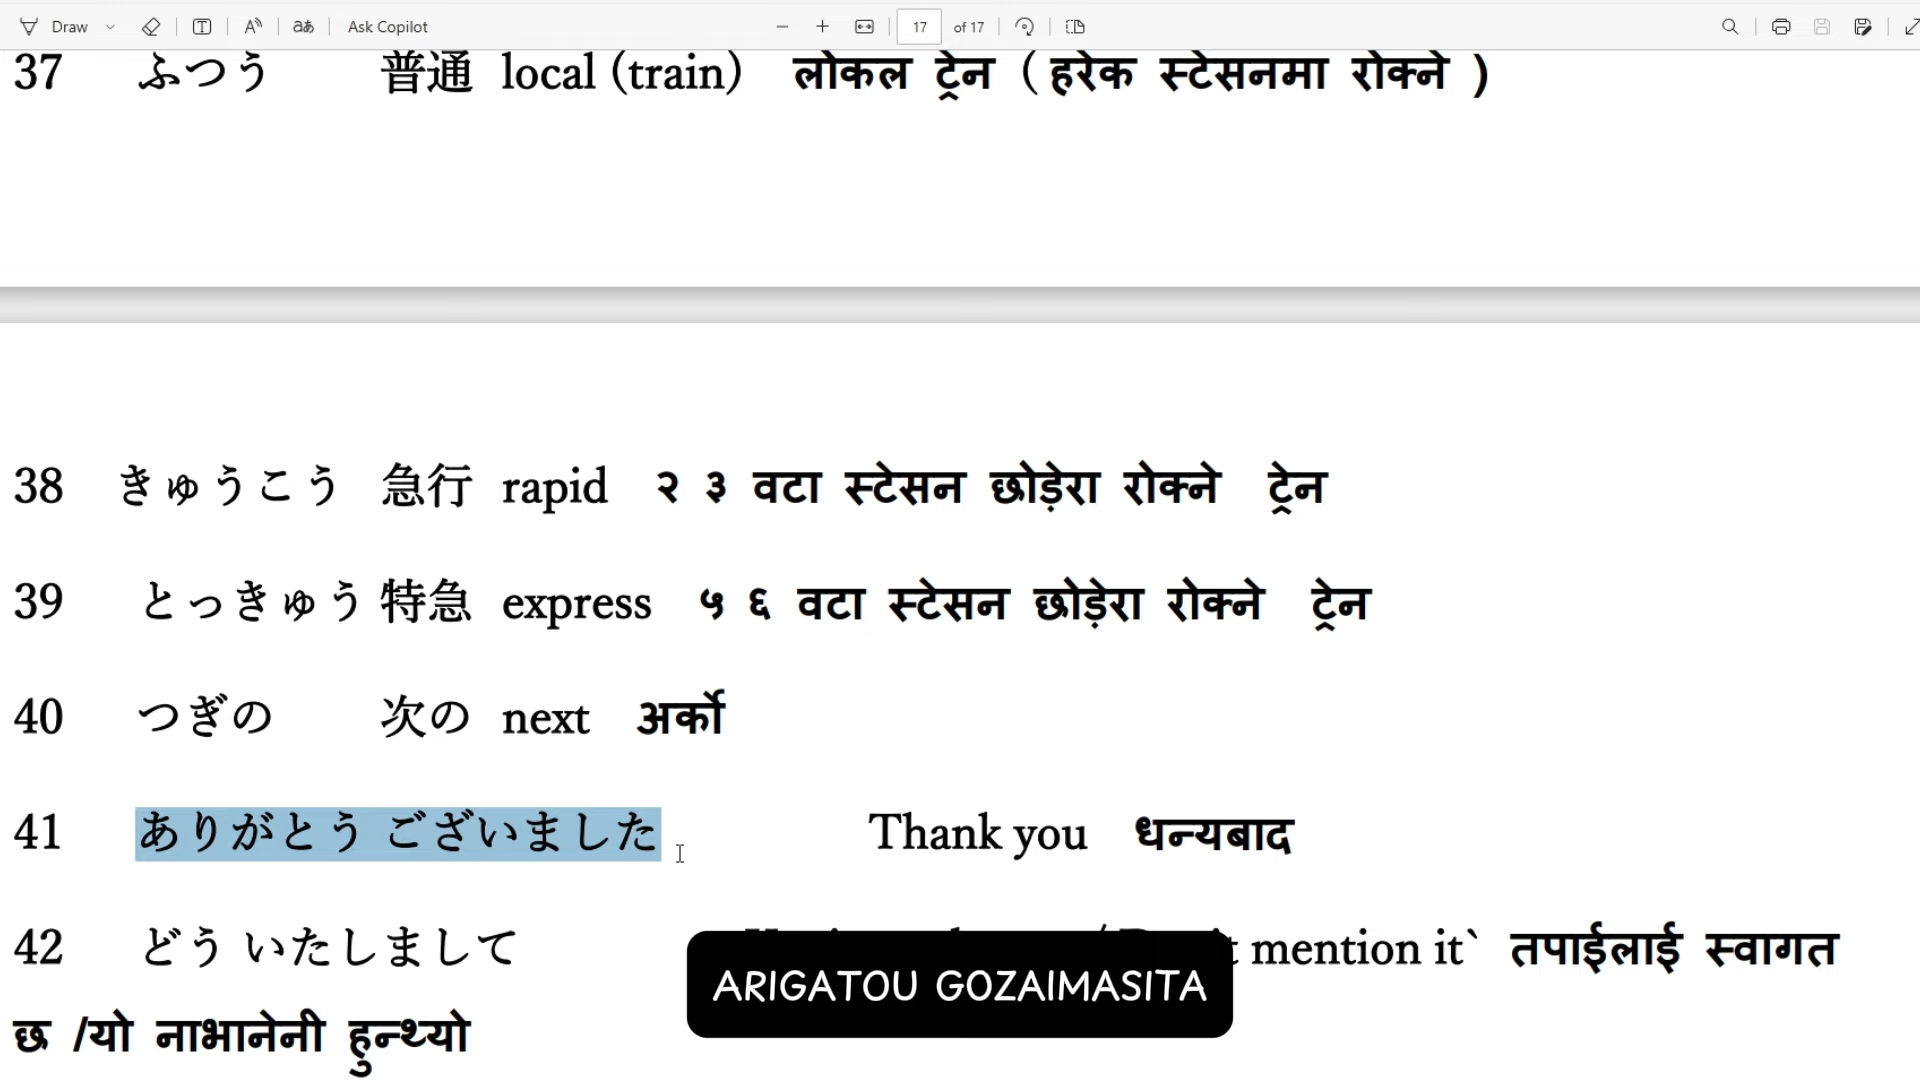 Draw aあ Ask Copilot 17 of 17
37 ふつう 普通 local (train) लोकल ट्रेन ( हरेक स्टेसनमा रोक्ने )
38 きゅうこう 急行 rapid २ ३ वटा स्टेसन छोड़ेरा रोक्ने ट्रेन
39 とっきゅう 特急 express ५ ६ वटा स्टेसन छोड़ेरा रोक्ने ट्रेन
40 つぎの 次の next अर्को
41 ありがとう ございました Thank you धन्यबाद
42 どう いたしまして mention it` तपाईलाई स्वागत
छ /यो नाभानेनी हुन्थ्यो
ARIGATOU GOZAIMASITA